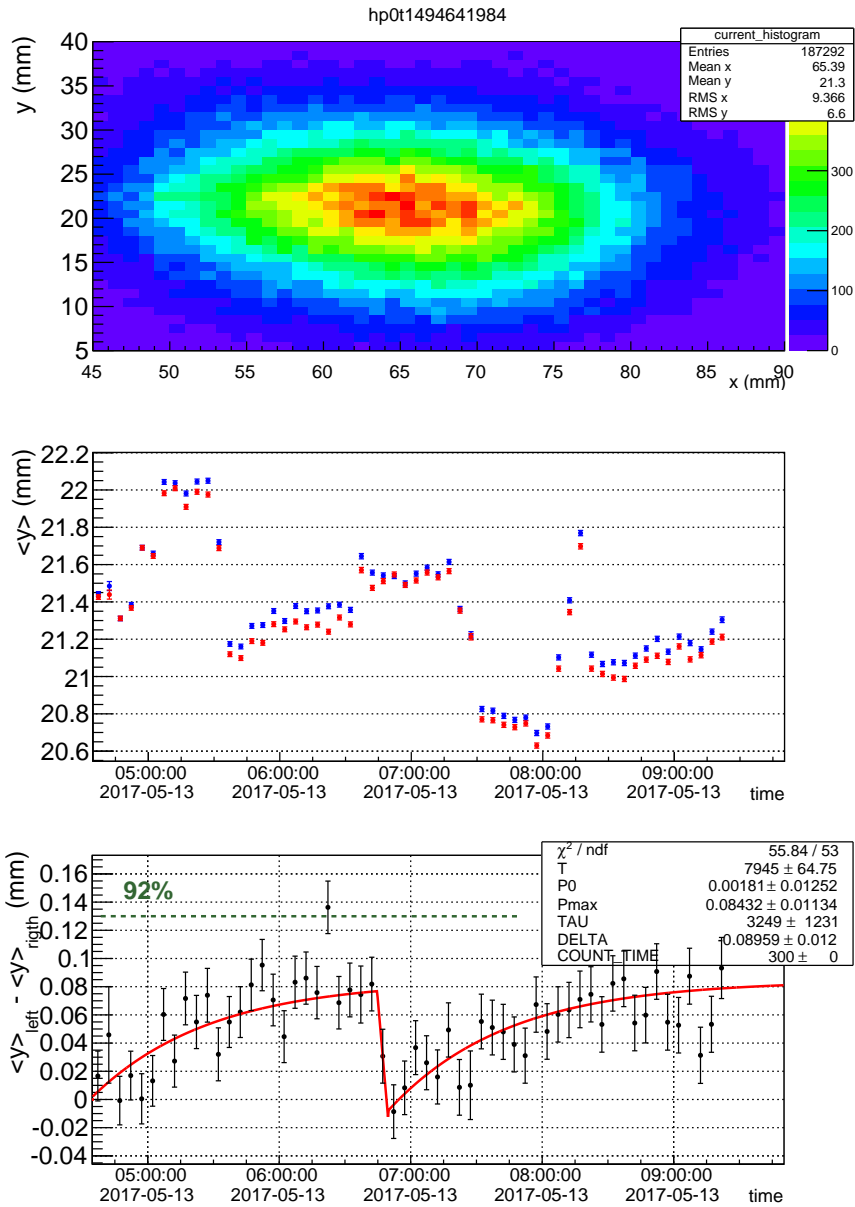 hp0t1494641984
current_histogram
Entries 187292
Mean x 65.39
Mean y 21.3
RMS x 9.366
RMS y 6.6
y (mm)
40
35
30
25
20
15
10
5
45 50 55 60 65 70 75 80 85 90
x (mm)
300
200
100
0
<y> (mm)
22.2
22
21.8
21.6
21.4
21.2
21
20.8
20.6
05:00:00 06:00:00 07:00:00 08:00:00 09:00:00
2017-05-13 2017-05-13 2017-05-13 2017-05-13 2017-05-13
time
<y>left - <y>rigth (mm)
0.16
0.14
0.12
0.1
0.08
0.06
0.04
0.02
0
-0.02
-0.04
92%
χ² / ndf 55.84 / 53
T 7945 ± 64.75
P0 0.00181 ± 0.01252
Pmax 0.08432 ± 0.01134
TAU 3249 ± 1231
DELTA -0.08959 ± 0.012
COUNT_TIME 300 ± 0
05:00:00 06:00:00 07:00:00 08:00:00 09:00:00
2017-05-13 2017-05-13 2017-05-13 2017-05-13 2017-05-13
time